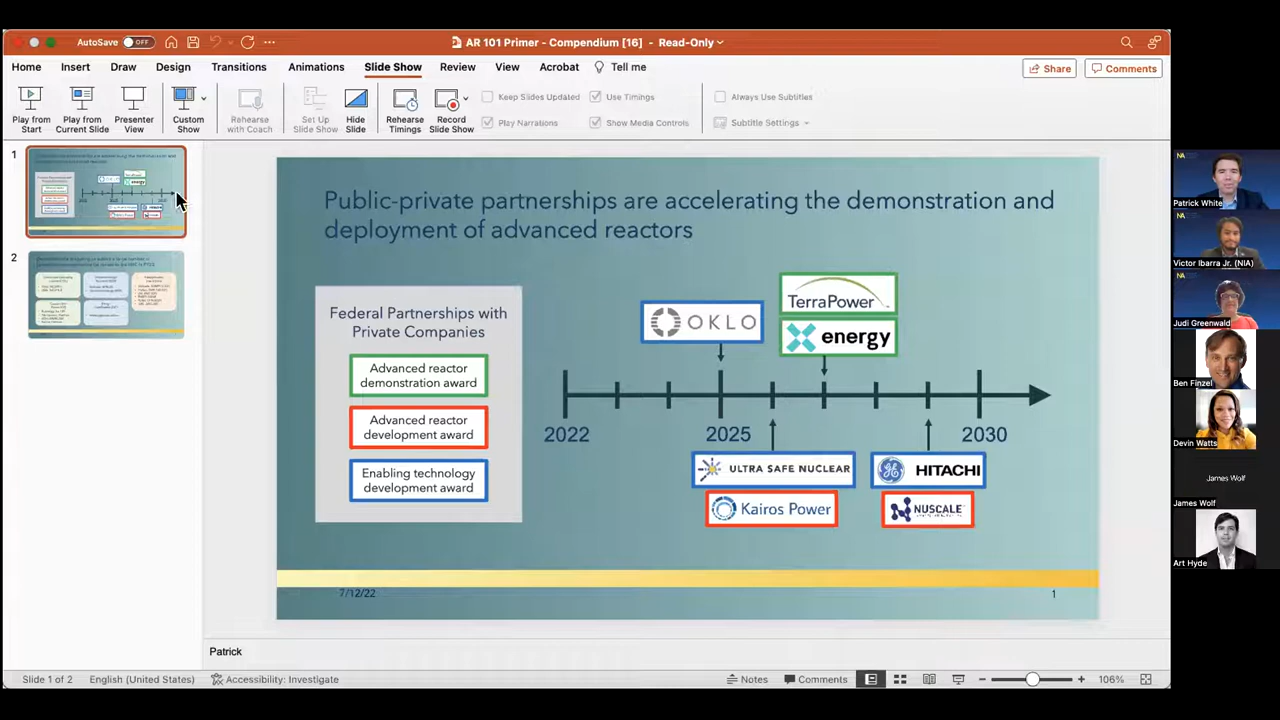 AutoSave OFF
AR 101 Primer - Compendium [16] - Read-Only
Home Insert Draw Design Transitions Animations Slide Show Review View Acrobat Tell me
Share Comments
Play from Start
Play from Current Slide
Presenter View
Custom Show
Rehearse with Coach
Set Up Slide Show
Hide Slide
Rehearse Timings
Record Slide Show
Keep Slides Updated
Play Narrations
Use Timings
Show Media Controls
Always Use Subtitles
Subtitle Settings
1
2
Public-private partnerships are accelerating the demonstration and
deployment of advanced reactors
Federal Partnerships with
Private Companies
Advanced reactor
demonstration award
Advanced reactor
development award
Enabling technology
development award
OKLO
TerraPower
energy
2022 2025 2030
ULTRA SAFE NUCLEAR
Kairos Power
HITACHI
NUSCALE
7/12/22 1
Patrick
Slide 1 of 2 English (United States) Accessibility: Investigate
Notes Comments 106%
Patrick White
Victor Ibarra Jr. (NIA)
Judi Greenwald
Ben Finzel
Devin Watts
James Wolf
James Wolf
Art Hyde